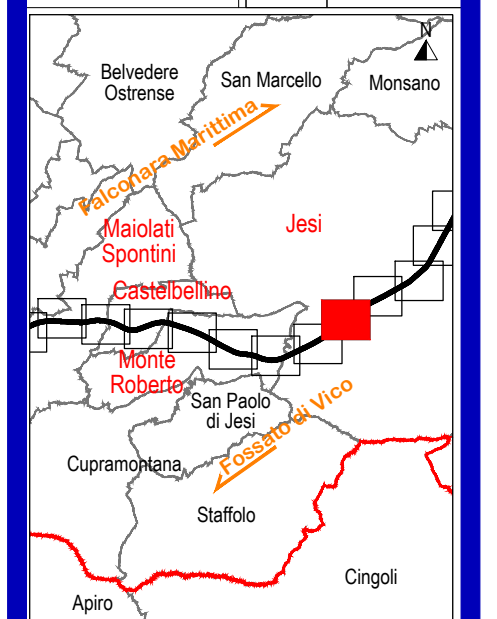 N
Belvedere
Ostrense
San Marcello
Monsano
Falconara Marittima
Maiolati
Spontini
Jesi
Castelbellino
Monte
Roberto
San Paolo
di Jesi
Fossato di Vico
Cupramontana
Staffolo
Cingoli
Apiro